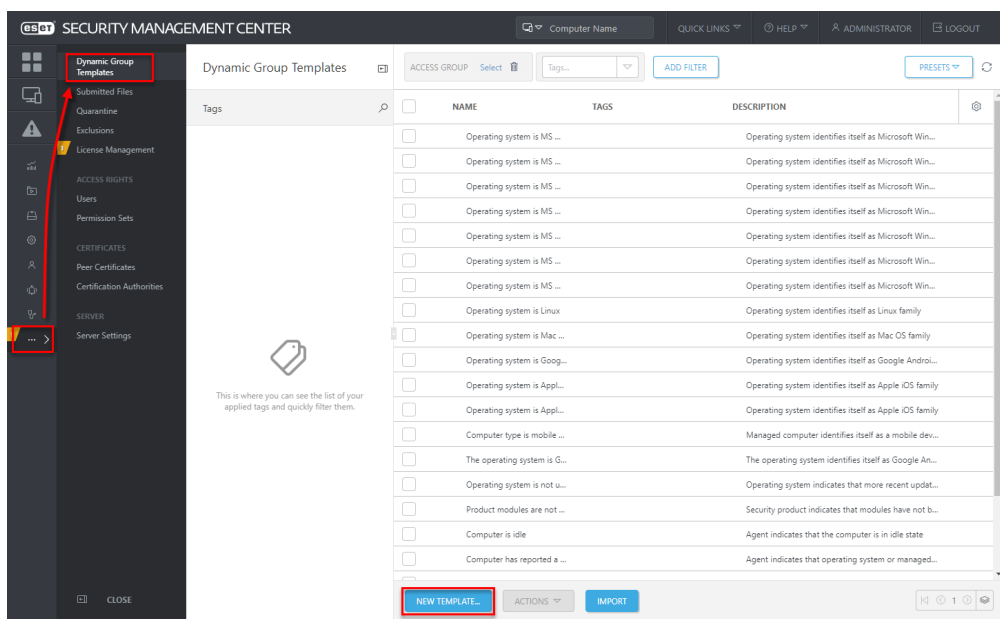 eset SECURITY MANAGEMENT CENTER
Computer Name
QUICK LINKS
HELP
ADMINISTRATOR
LOGOUT
Dynamic Group
Templates
Submitted Files
Quarantine
Exclusions
License Management
ACCESS RIGHTS
Users
Permission Sets
CERTIFICATES
Peer Certificates
Certification Authorities
SERVER
Server Settings
CLOSE
Dynamic Group Templates
Tags
This is where you can see the list of your
applied tags and quickly filter them.
ACCESS GROUP Select Tags... ADD FILTER PRESETS
NAME TAGS DESCRIPTION
Operating system is MS ... Operating system identifies itself as Microsoft Win...
Operating system is MS ... Operating system identifies itself as Microsoft Win...
Operating system is MS ... Operating system identifies itself as Microsoft Win...
Operating system is MS ... Operating system identifies itself as Microsoft Win...
Operating system is MS ... Operating system identifies itself as Microsoft Win...
Operating system is MS ... Operating system identifies itself as Microsoft Win...
Operating system is MS ... Operating system identifies itself as Microsoft Win...
Operating system is Linux Operating system identifies itself as Linux family
Operating system is Mac ... Operating system identifies itself as Mac OS family
Operating system is Goog... Operating system identifies itself as Google Androi...
Operating system is Appl... Operating system identifies itself as Apple iOS family
Operating system is Appl... Operating system identifies itself as Apple iOS family
Computer type is mobile ... Managed computer identifies itself as a mobile dev...
The operating system is G... The operating system identifies itself as Google An...
Operating system is not u... Operating system indicates that more recent updat...
Product modules are not ... Security product indicates that modules have not b...
Computer is idle Agent indicates that the computer is in idle state
Computer has reported a ... Agent indicates that operating system or managed...
NEW TEMPLATE... ACTIONS IMPORT 1